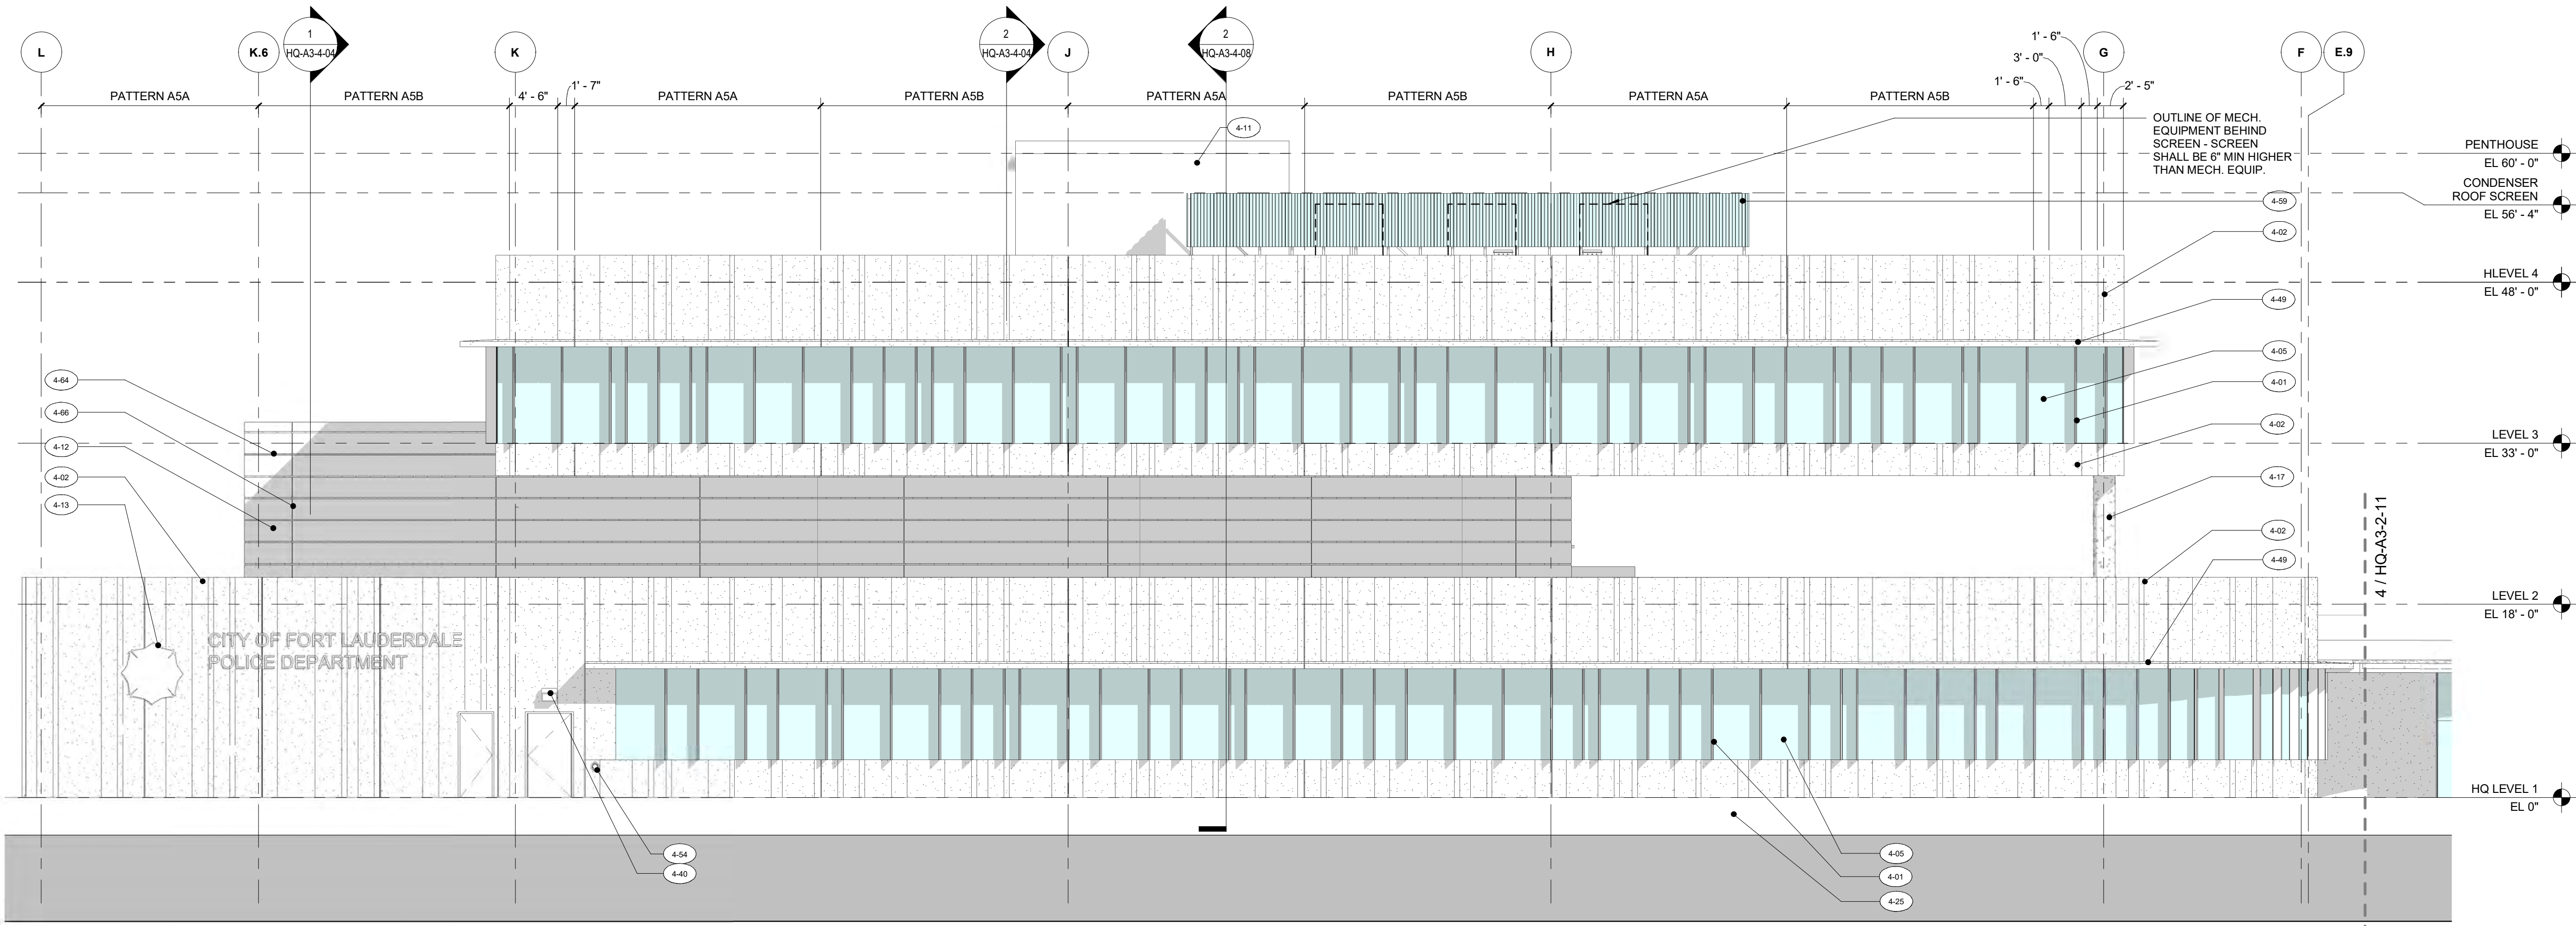 L
K.6
1
HQ-A3-4-04
K
2
HQ-A3-4-04
J
2
HQ-A3-4-08
H
G
F
E.9
PATTERN A5A
PATTERN A5B
4' - 6"
1' - 7"
PATTERN A5A
PATTERN A5B
PATTERN A5A
PATTERN A5B
PATTERN A5A
PATTERN A5B
1' - 6"
3' - 0"
1' - 6"
2' - 5"
OUTLINE OF MECH.
EQUIPMENT BEHIND
SCREEN - SCREEN
SHALL BE 6" MIN HIGHER
THAN MECH. EQUIP.
4-11
PENTHOUSE
EL 60' - 0"
CONDENSER
ROOF SCREEN
EL 56' - 4"
4-59
4-02
HLEVEL 4
EL 48' - 0"
4-49
4-05
4-01
4-02
LEVEL 3
EL 33' - 0"
4-17
4-02
4-49
4 / HQ-A3-2-11
LEVEL 2
EL 18' - 0"
HQ LEVEL 1
EL 0"
4-64
4-66
4-12
4-02
4-13
CITY OF FORT LAUDERDALE
POLICE DEPARTMENT
4-54
4-40
4-05
4-01
4-25